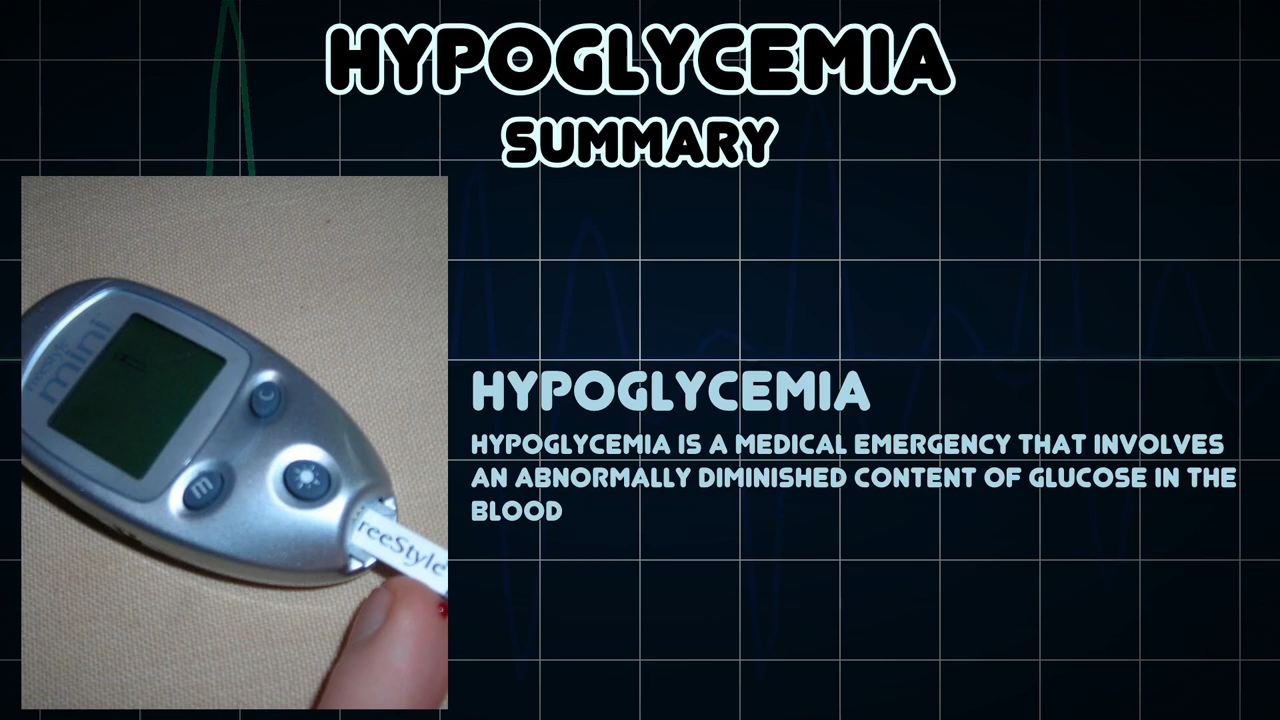 HYPOGLYCEMIA
SUMMARY
mini
m
reeStyle
HYPOGLYCEMIA
HYPOGLYCEMIA IS A MEDICAL EMERGENCY THAT INVOLVES
AN ABNORMALLY DIMINISHED CONTENT OF GLUCOSE IN THE
BLOOD